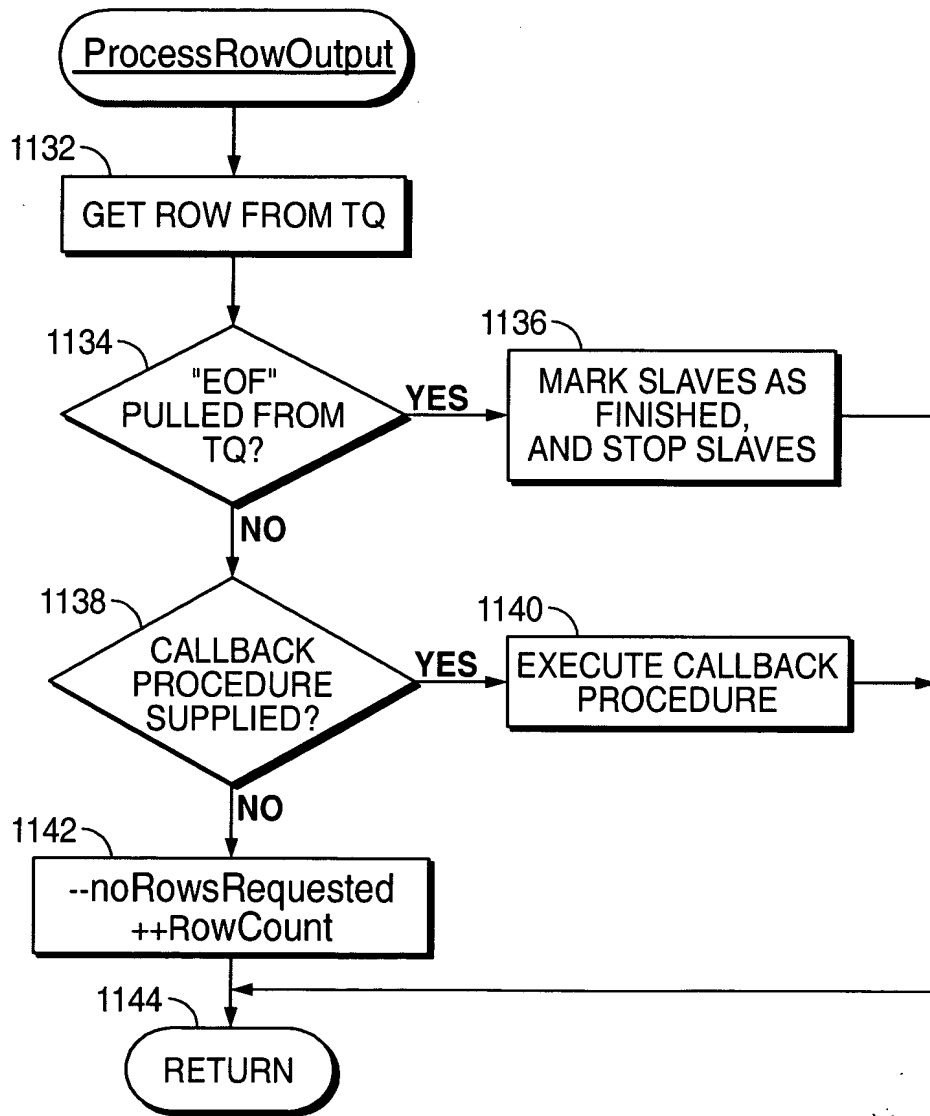 ProcessRowOutput
1132
GET ROW FROM TQ
1134
"EOF"
PULLED FROM
TQ?
YES
1136
MARK SLAVES AS
FINISHED,
AND STOP SLAVES
NO
1138
CALLBACK
PROCEDURE
SUPPLIED?
YES
1140
EXECUTE CALLBACK
PROCEDURE
NO
1142
--noRowsRequested
++RowCount
1144
RETURN